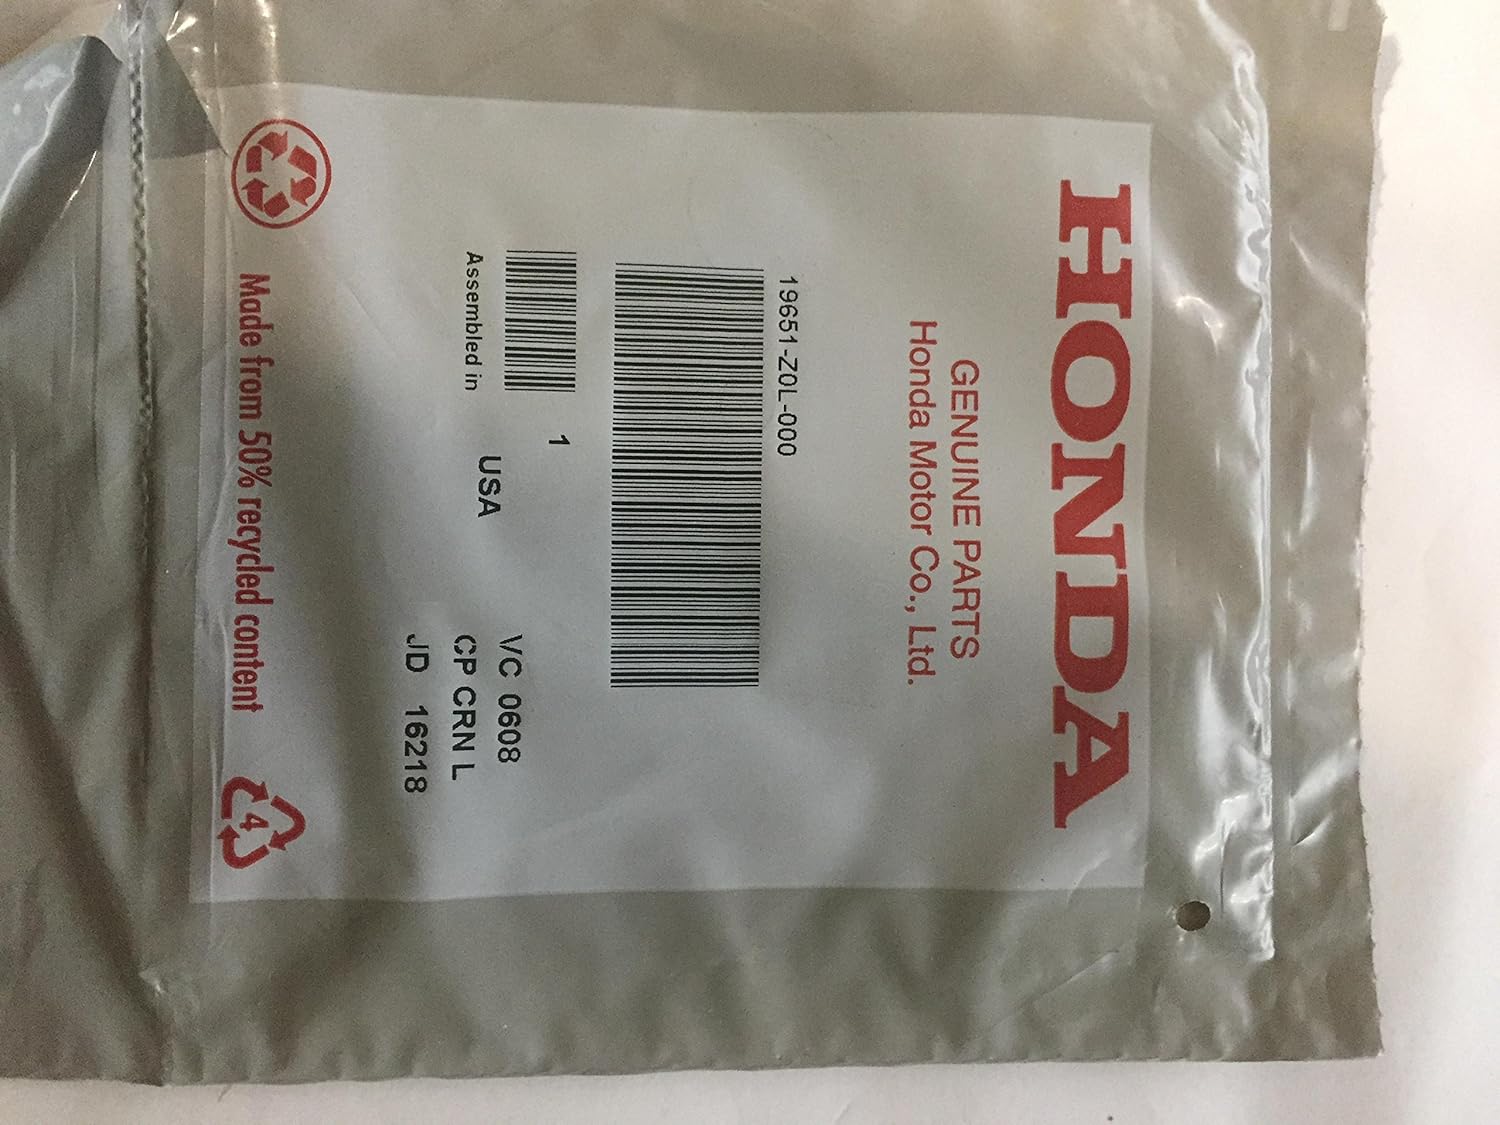 HONDA
GENUINE PARTS
Honda Motor Co., Ltd.
19651-Z0L-000
1
Assembled in USA
VC 0608
CP CRN L
JD 16218
Made from 50% recycled content
4